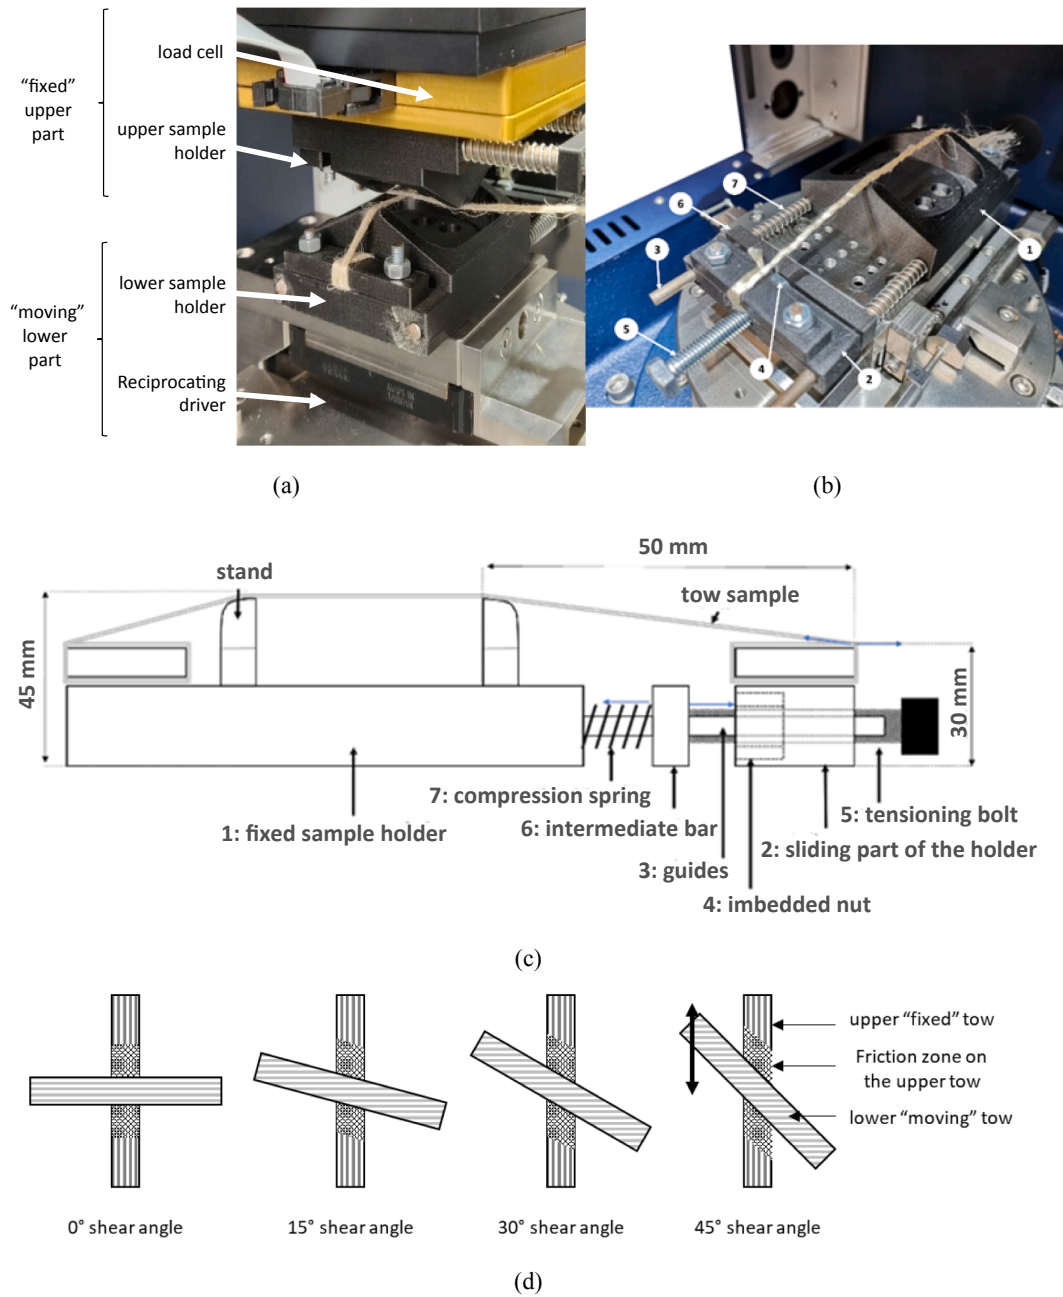 load cell
“fixed”
upper
part
upper sample
holder
“moving”
lower
part
lower sample
holder
Reciprocating
driver
(a)
7
6
3
5
4
2
1
(b)
50 mm
stand
tow sample
45 mm
30 mm
7: compression spring
5: tensioning bolt
1: fixed sample holder
6: intermediate bar
2: sliding part of the holder
3: guides
4: imbedded nut
(c)
upper “fixed” tow
Friction zone on
the upper tow
lower “moving” tow
0° shear angle
15° shear angle
30° shear angle
45° shear angle
(d)